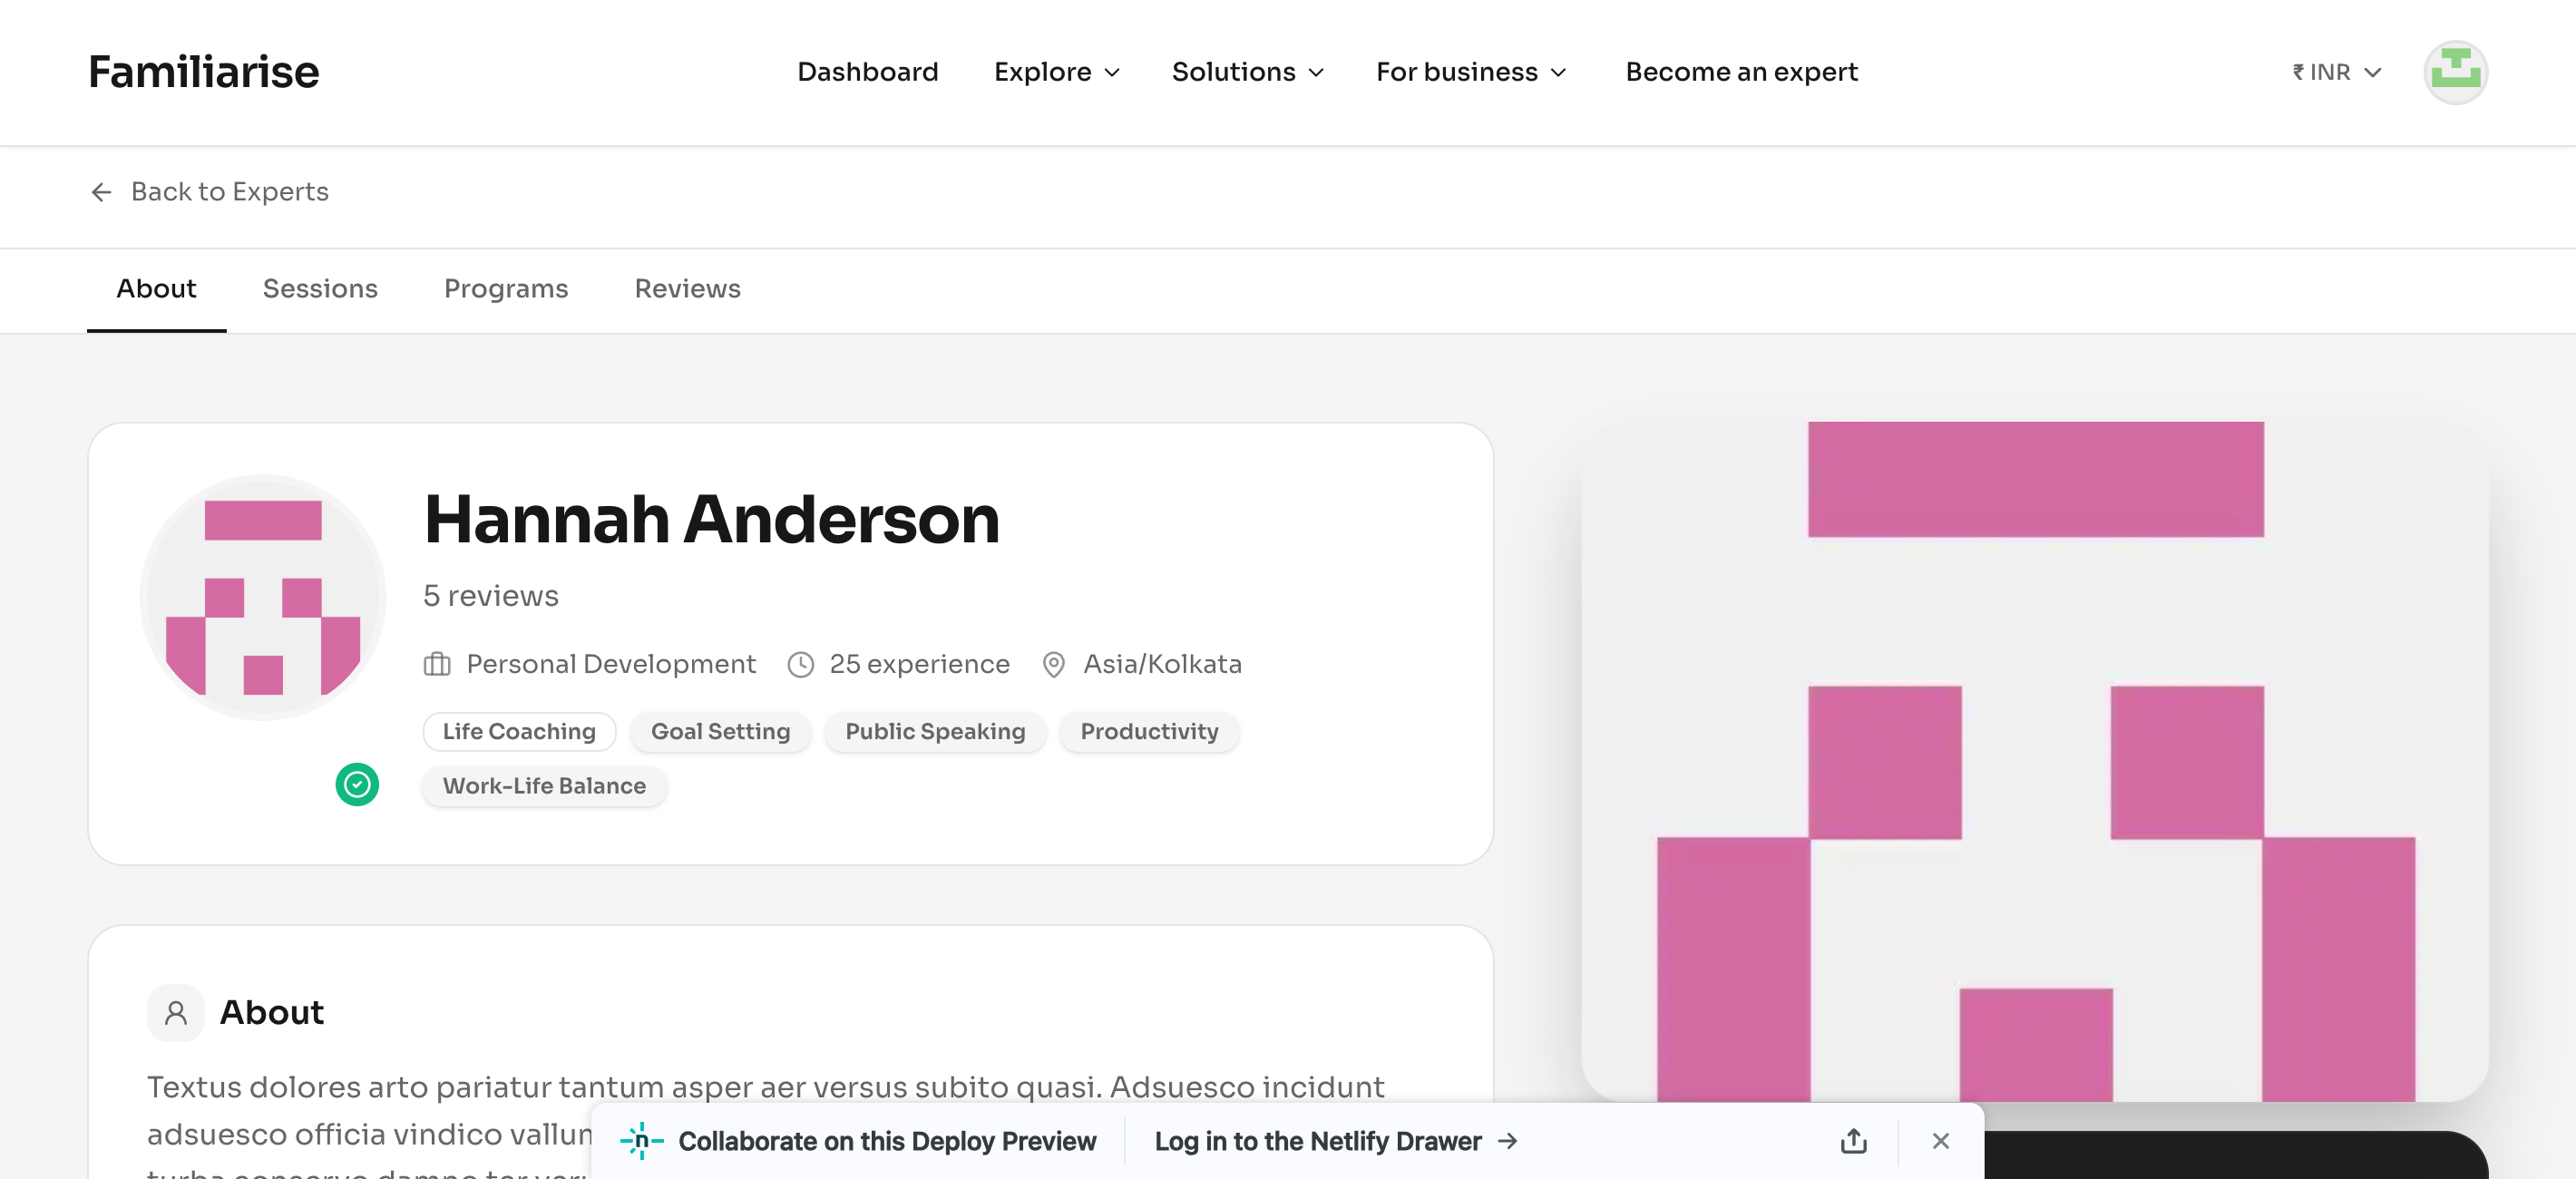 Familiarise
Dashboard Explore Solutions For business Become an expert
₹ INR
Back to Experts
About Sessions Programs Reviews
Hannah Anderson
5 reviews
Personal Development 25 experience Asia/Kolkata
Life Coaching Goal Setting Public Speaking Productivity
Work-Life Balance
About
Textus dolores arto pariatur tantum asper aer versus subito quasi. Adsuesco incidunt
adsuesco officia vindico
Collaborate on this Deploy Preview
Log in to the Netlify Drawer